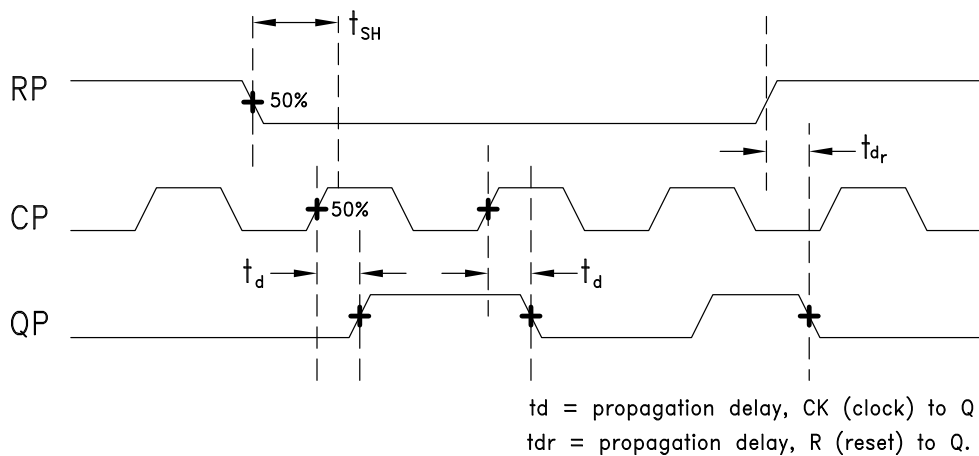 tSH
RP
50%
tdr
CP
50%
td
td
QP
td = propagation delay, CK (clock) to Q
tdr = propagation delay, R (reset) to Q.